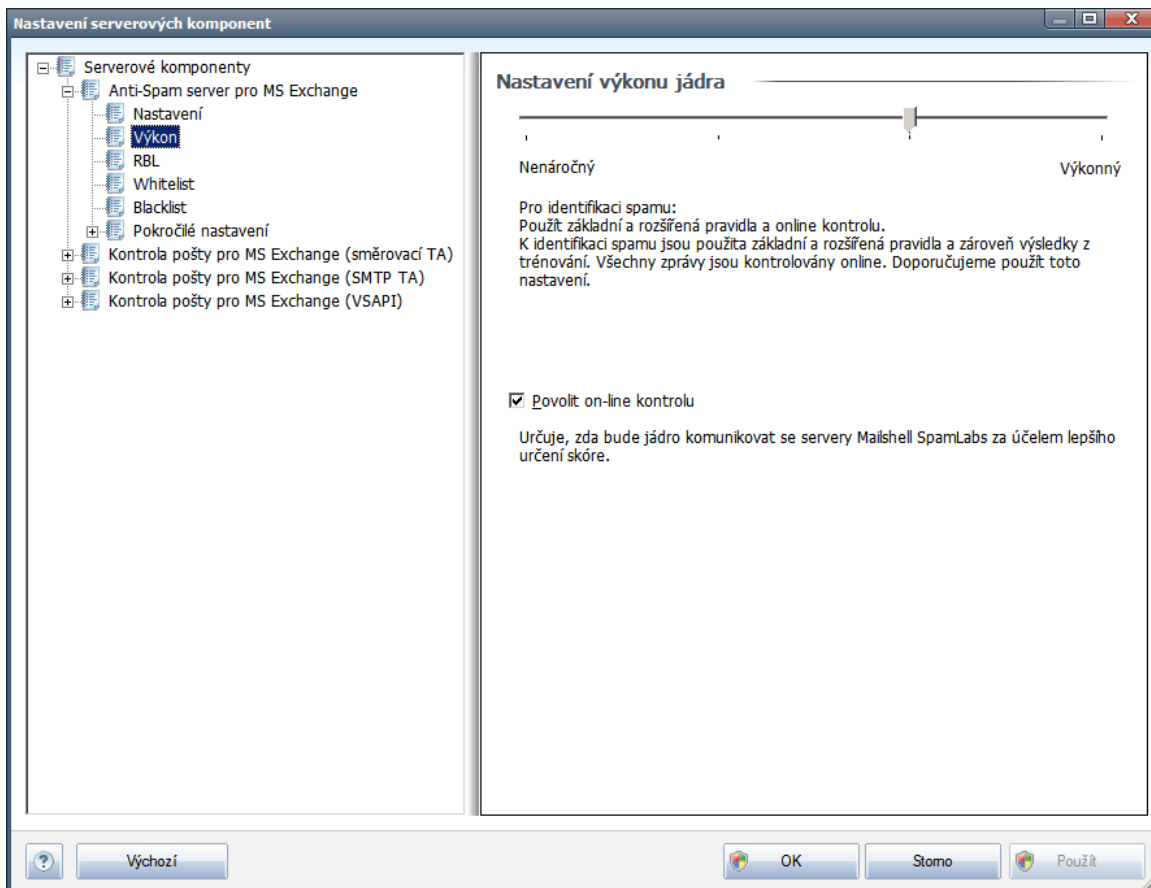 Nastavení serverových komponent
Serverové komponenty
Anti-Spam server pro MS Exchange
Nastavení
Výkon
RBL
Whitelist
Blacklist
Pokročilé nastavení
Kontrola pošty pro MS Exchange (směrovací TA)
Kontrola pošty pro MS Exchange (SMTP TA)
Kontrola pošty pro MS Exchange (VSAPI)
Nastavení výkonu jádra
Nenáročný
Výkonný
Pro identifikaci spamu:
Použít základní a rozšířená pravidla a online kontrolu.
K identifikaci spamu jsou použita základní a rozšířená pravidla a zároveň výsledky z
trénování. Všechny zprávy jsou kontrolovány online. Doporučujeme použít toto
nastavení.
Povolit on-line kontrolu
Určuje, zda bude jádro komunikovat se servery Mailshell SpamLabs za účelem lepšího
určení skóre.
?
Výchozí
OK
Storno
Použít